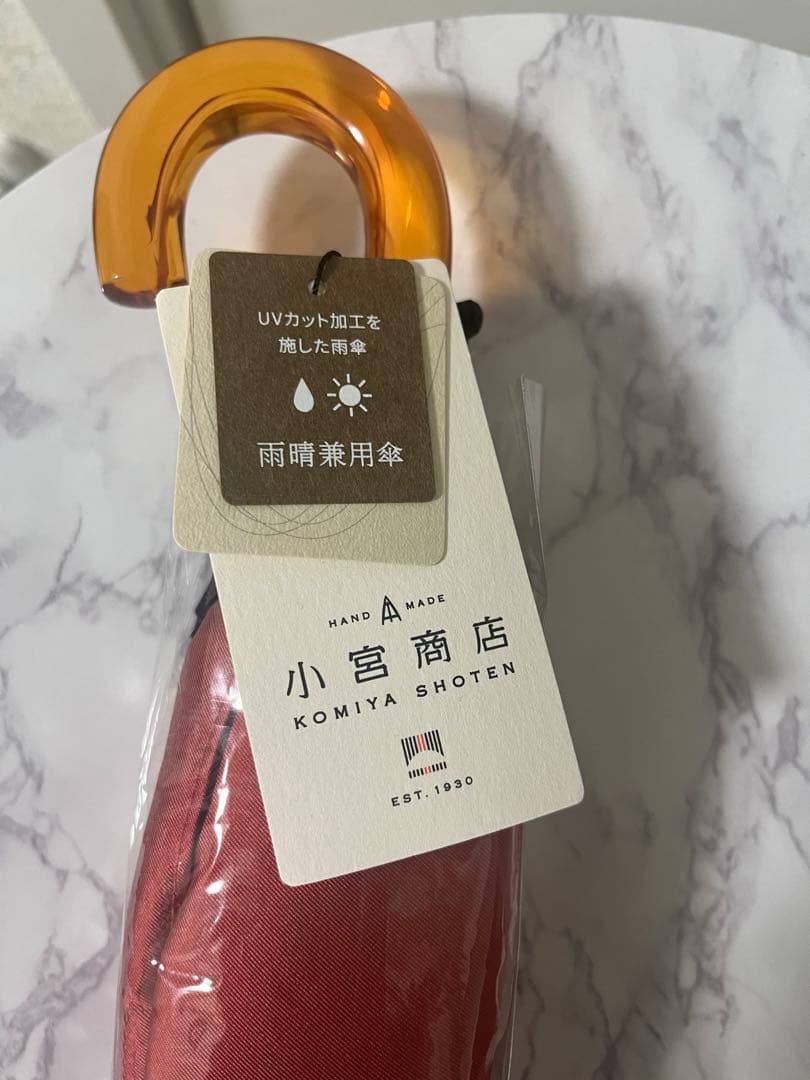 UVカット加工を
施した雨傘
雨晴兼用傘
HAND MADE
小宮商店
KOMIYA SHOTEN
EST. 1930